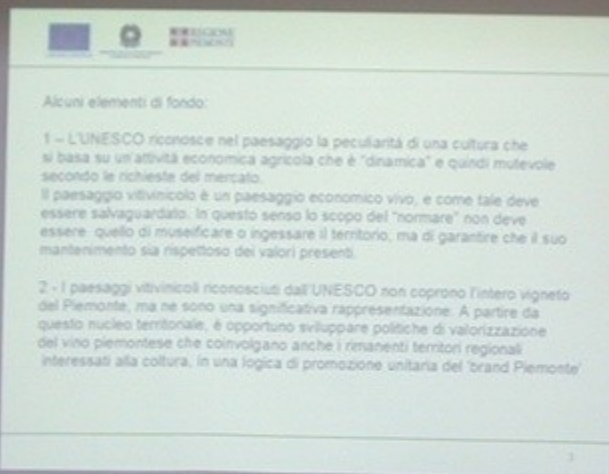 REGIONE
PIEMONTE
Alcuni elementi di fondo:
1 – L'UNESCO riconosce nel paesaggio la peculiarità di una cultura che
si basa su un'attività economica agricola che è "dinamica" e quindi mutevole
secondo le richieste del mercato.
Il paesaggio vitivinicolo è un paesaggio economico vivo, e come tale deve
essere salvaguardato. In questo senso lo scopo del "normare" non deve
essere quello di museificare o ingessare il territorio, ma di garantire che il suo
mantenimento sia rispettoso dei valori presenti.
2 - I paesaggi vitivinicoli riconosciuti dall'UNESCO non coprono l'intero vigneto
del Piemonte, ma ne sono una significativa rappresentazione. A partire da
questo nucleo territoriale, è opportuno sviluppare politiche di valorizzazione
del vino piemontese che coinvolgano anche i rimanenti territori regionali
interessati alla coltura, in una logica di promozione unitaria del 'brand Piemonte'